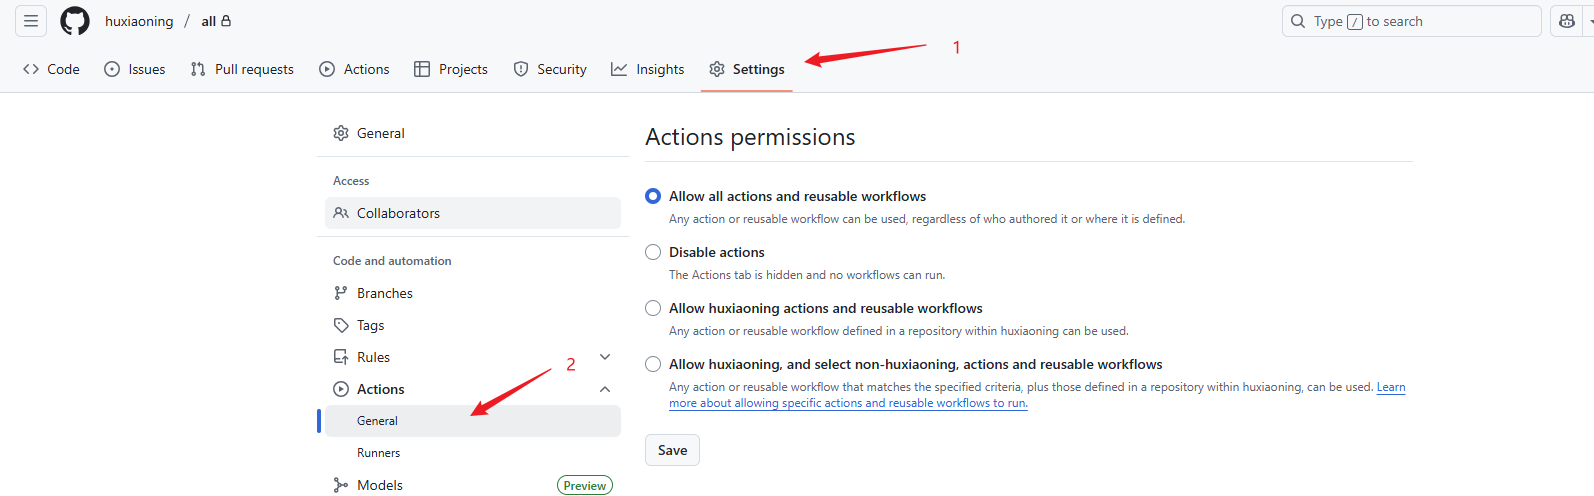 huxiaoning / all
Type / to search
1
Code Issues Pull requests Actions Projects Security Insights Settings
General
Access
Collaborators
Code and automation
Branches
Tags
Rules
Actions
2
General
Runners
Models Preview
Actions permissions
Allow all actions and reusable workflows
Any action or reusable workflow can be used, regardless of who authored it or where it is defined.
Disable actions
The Actions tab is hidden and no workflows can run.
Allow huxiaoning actions and reusable workflows
Any action or reusable workflow defined in a repository within huxiaoning can be used.
Allow huxiaoning, and select non-huxiaoning, actions and reusable workflows
Any action or reusable workflow that matches the specified criteria, plus those defined in a repository within huxiaoning, can be used. Learn
more about allowing specific actions and reusable workflows to run.
Save